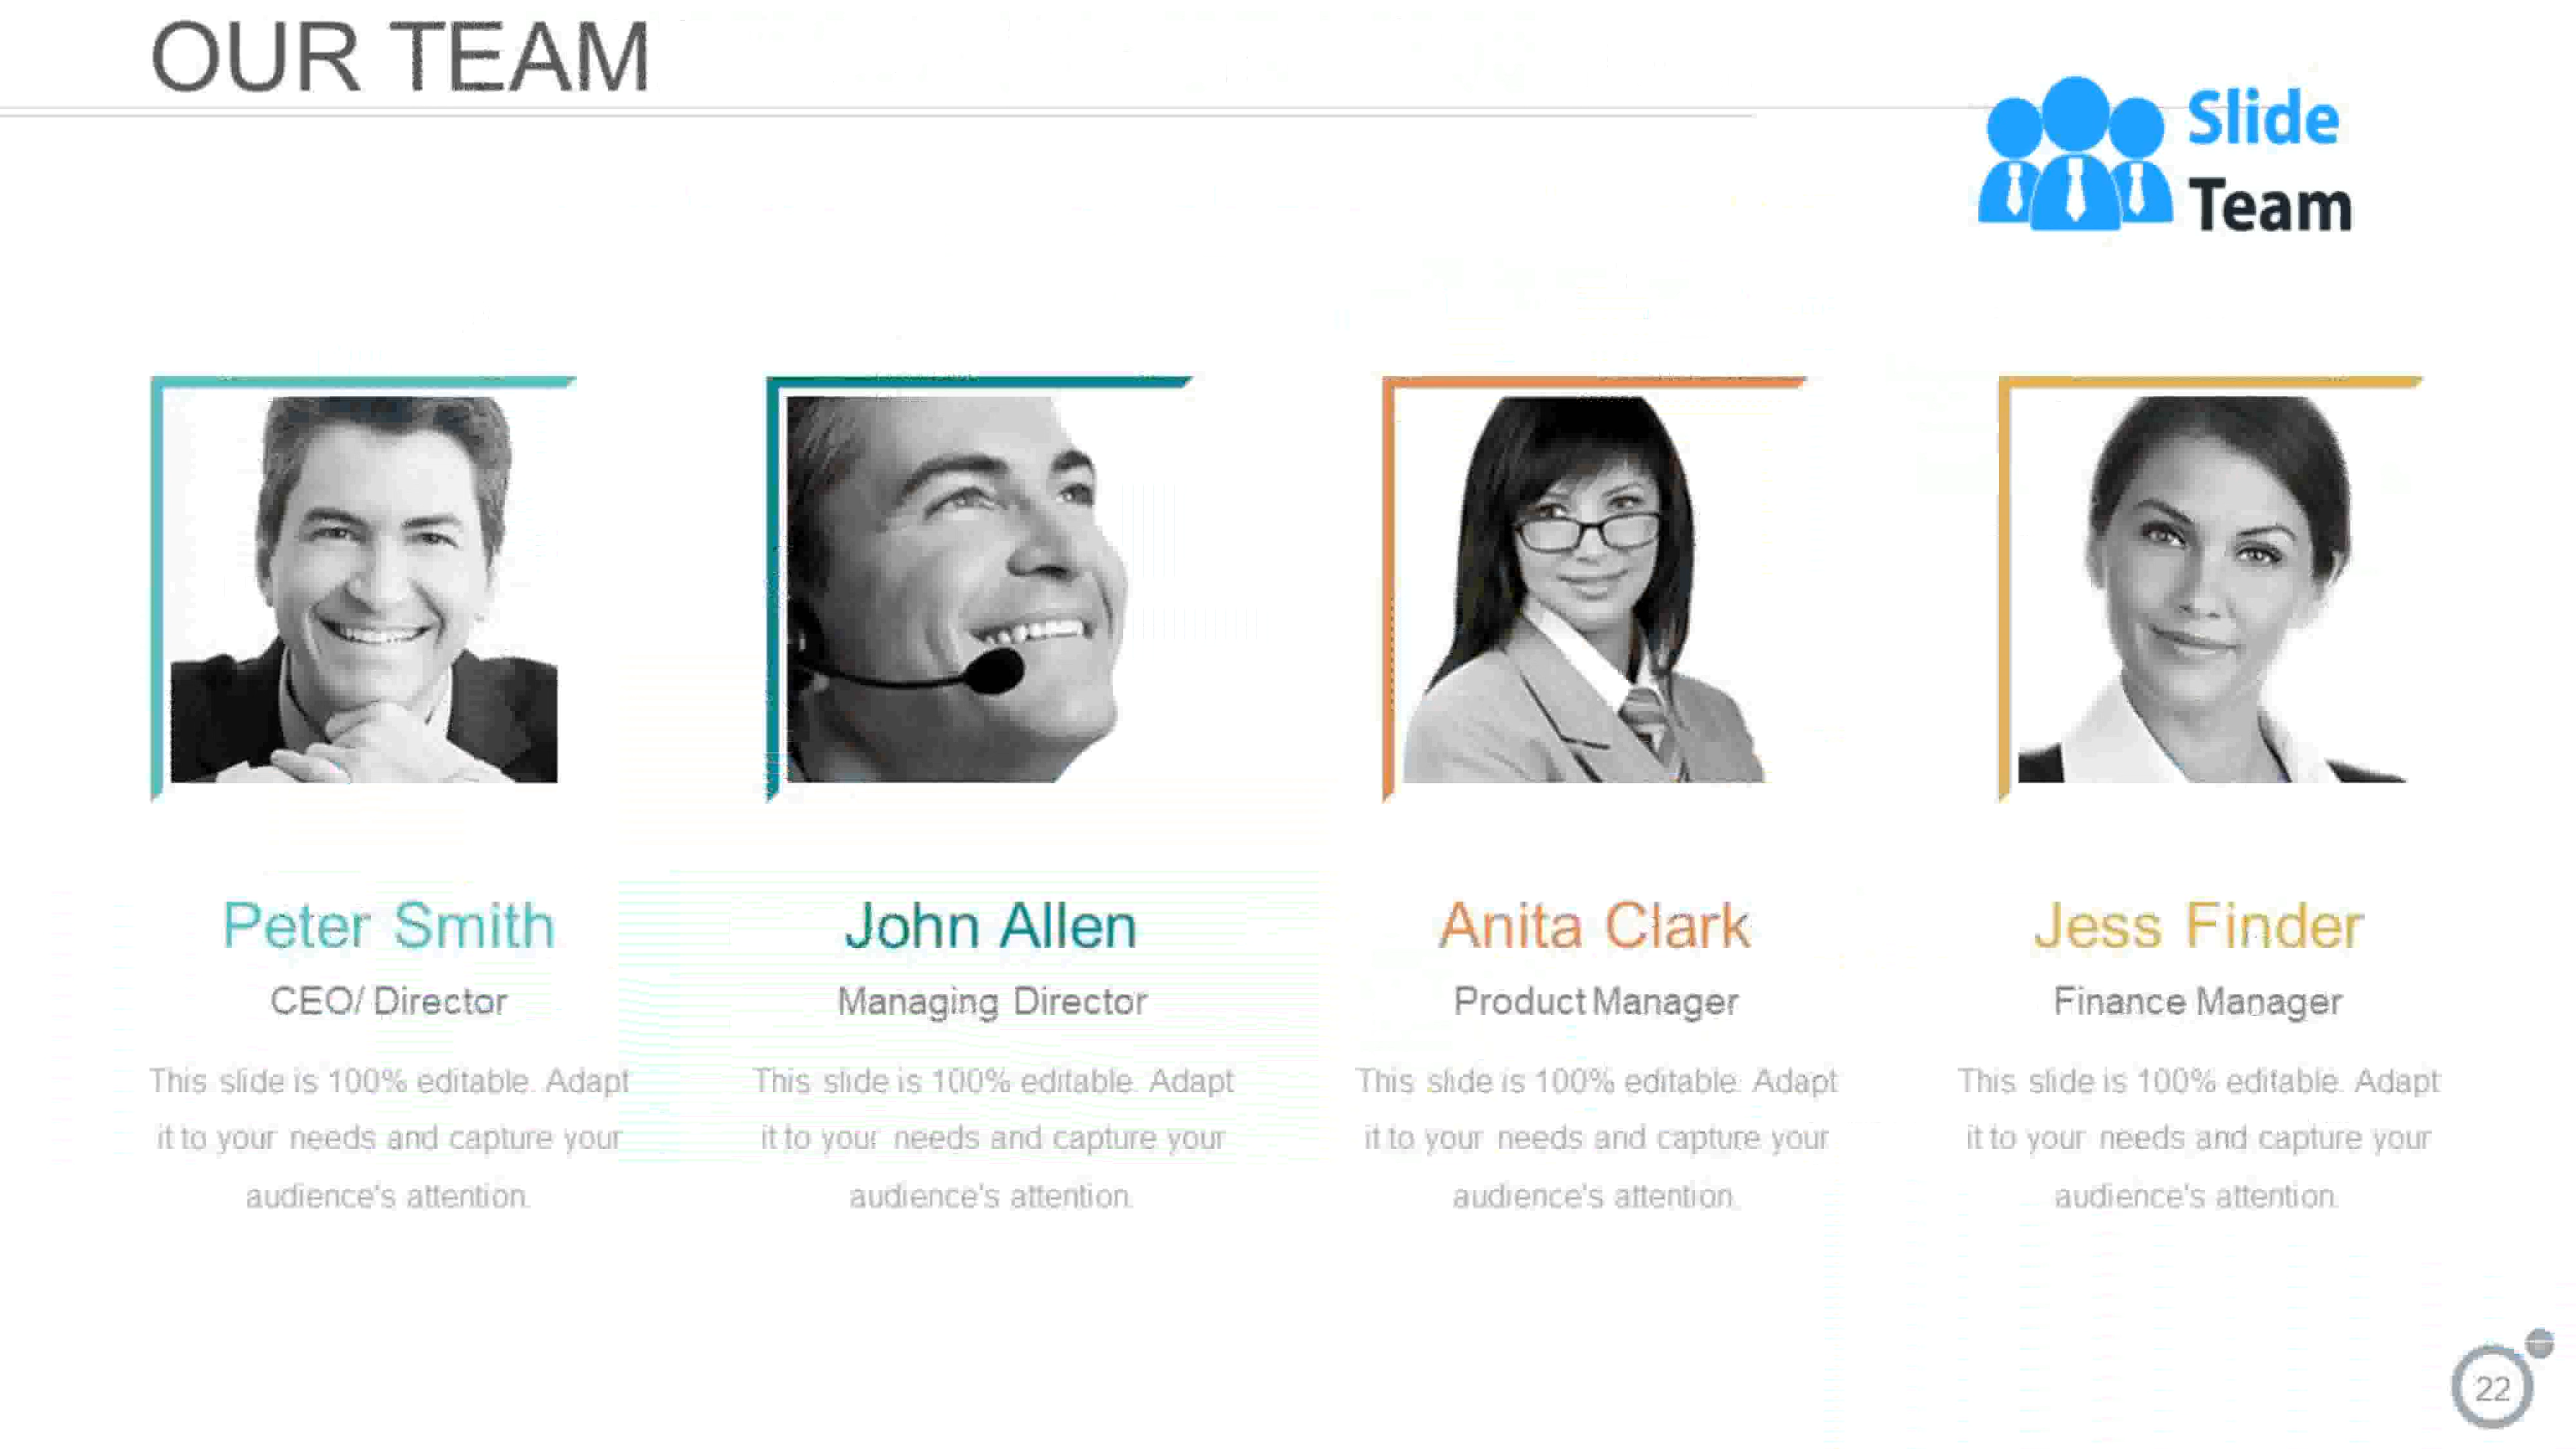 OUR TEAM
Slide
Team
Peter Smith
CEO/ Director
This slide is 100% editable. Adapt
it to your needs and capture your
audience's attention.
John Allen
Managing Director
This slide is 100% editable. Adapt
it to your needs and capture your
audience's attention.
Anita Clark
Product Manager
This slide is 100% editable. Adapt
it to your needs and capture your
audience's attention.
Jess Finder
Finance Manager
This slide is 100% editable. Adapt
it to your needs and capture your
audience's attention.
22